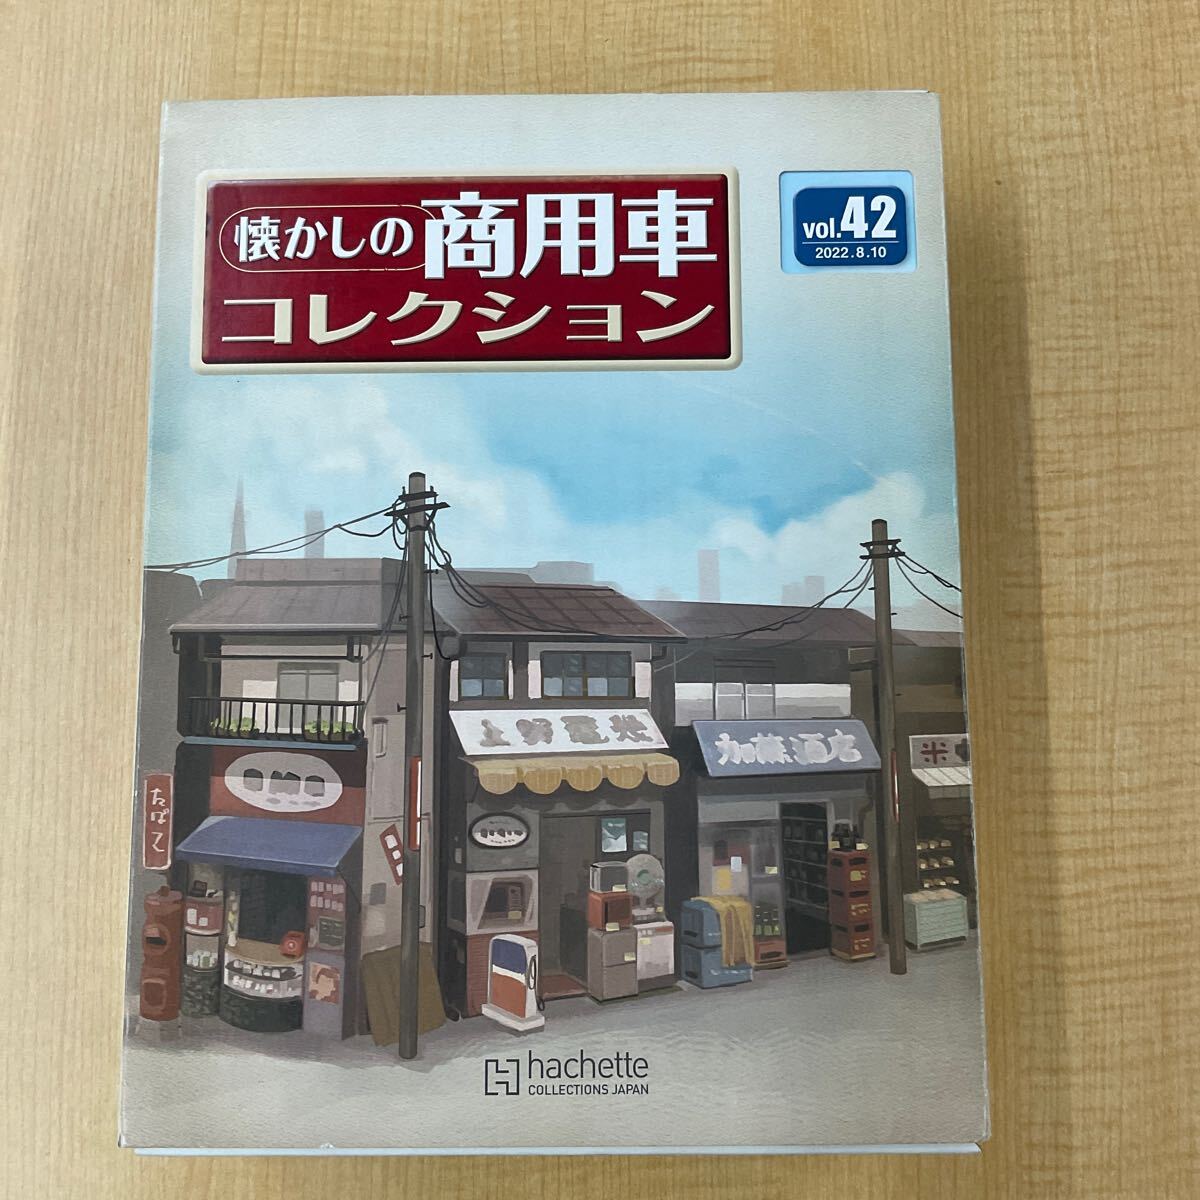 懐かしの商用車
コレクション
vol.42
2022.8.10
加藤酒店
米
たばこ
hachette
COLLECTIONS JAPAN